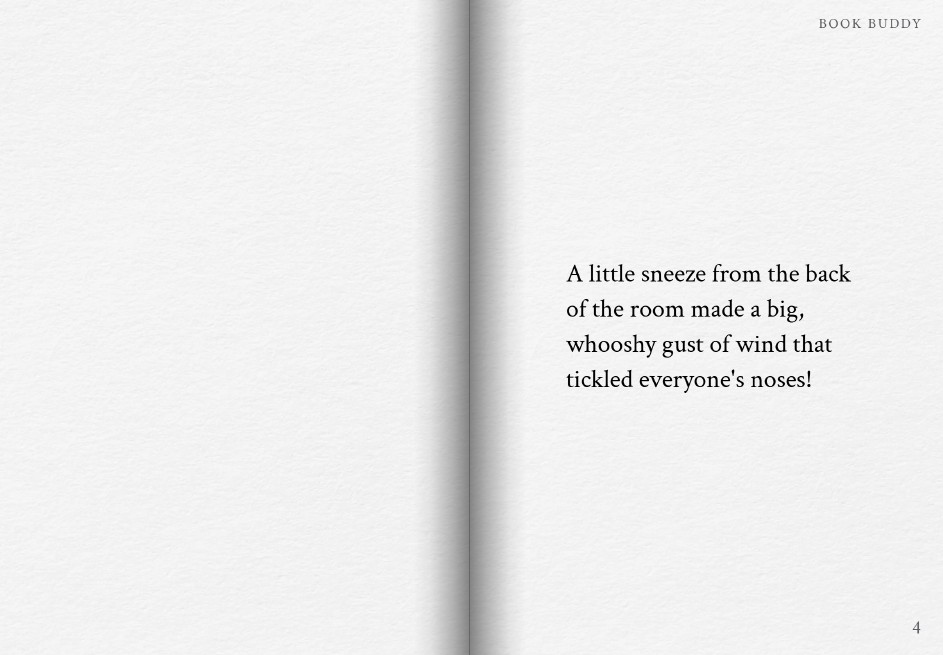 BOOK BUDDY
A little sneeze from the back
of the room made a big,
whooshy gust of wind that
tickled everyone's noses!
4